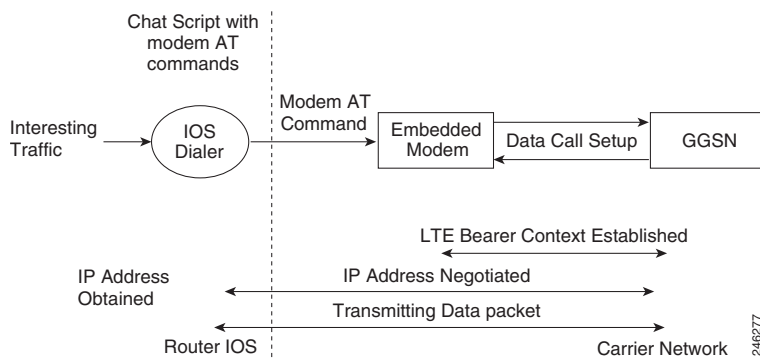 Chat Script with
modem AT
commands
Interesting
Traffic
IOS
Dialer
Modem AT
Command
Embedded
Modem
Data Call Setup
GGSN
LTE Bearer Context Established
IP Address
Obtained
IP Address Negotiated
Transmitting Data packet
Router IOS
Carrier Network
246277